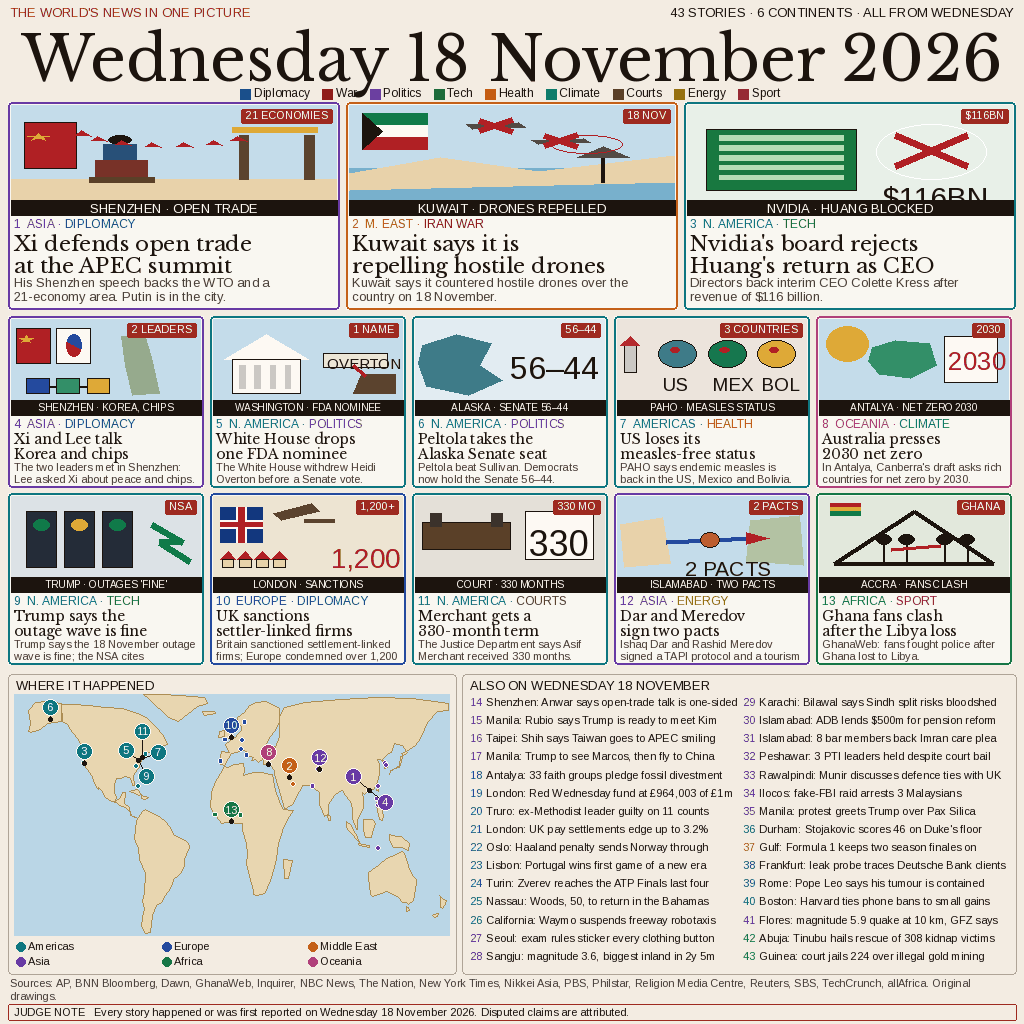 THE WORLD'S NEWS IN ONE PICTURE
43 STORIES · 6 CONTINENTS · ALL FROM WEDNESDAY
Wednesday 18 November 2026
Diplomacy War Politics Tech Health Climate Courts Energy Sport
21 ECONOMIES
SHENZHEN · OPEN TRADE
1 ASIA · DIPLOMACY
Xi defends open trade
at the APEC summit
His Shenzhen speech backs the WTO and a
21-economy area. Putin is in the city.
18 NOV
KUWAIT · DRONES REPELLED
2 M. EAST · IRAN WAR
Kuwait says it is
repelling hostile drones
Kuwait says it countered hostile drones over the
country on 18 November.
$116BN
$116BN
NVIDIA · HUANG BLOCKED
3 N. AMERICA · TECH
Nvidia's board rejects
Huang's return as CEO
Directors back interim CEO Colette Kress after
revenue of $116 billion.
2 LEADERS
SHENZHEN · KOREA, CHIPS
4 ASIA · DIPLOMACY
Xi and Lee talk
Korea and chips
The two leaders met in Shenzhen:
Lee asked Xi about peace and chips.
1 NAME
OVERTON
WASHINGTON · FDA NOMINEE
5 N. AMERICA · POLITICS
White House drops
one FDA nominee
The White House withdrew Heidi
Overton before a Senate vote.
56–44
56–44
ALASKA · SENATE 56–44
6 N. AMERICA · POLITICS
Peltola takes the
Alaska Senate seat
Peltola beat Sullivan. Democrats
now hold the Senate 56–44.
3 COUNTRIES
US MEX BOL
PAHO · MEASLES STATUS
7 AMERICAS · HEALTH
US loses its
measles-free status
PAHO says endemic measles is
back in the US, Mexico and Bolivia.
2030
2030
ANTALYA · NET ZERO 2030
8 OCEANIA · CLIMATE
Australia presses
2030 net zero
In Antalya, Canberra's draft asks rich
countries for net zero by 2030.
NSA
TRUMP · OUTAGES 'FINE'
9 N. AMERICA · TECH
Trump says the
outage wave is fine
Trump says the 18 November outage
wave is fine; the NSA cites
1,200+
1,200
LONDON · SANCTIONS
10 EUROPE · DIPLOMACY
UK sanctions
settler-linked firms
Britain sanctioned settlement-linked
firms; Europe condemned over 1,200
330 MO
330
COURT · 330 MONTHS
11 N. AMERICA · COURTS
Merchant gets a
330-month term
The Justice Department says Asif
Merchant received 330 months.
2 PACTS
2 PACTS
ISLAMABAD · TWO PACTS
12 ASIA · ENERGY
Dar and Meredov
sign two pacts
Ishaq Dar and Rashid Meredov
signed a TAPI protocol and a tourism
GHANA
ACCRA · FANS CLASH
13 AFRICA · SPORT
Ghana fans clash
after the Libya loss
GhanaWeb: fans fought police after
Ghana lost to Libya.
WHERE IT HAPPENED
6
11
3
5
7
9
10
8
2
12
1
4
13
Americas Europe Middle East
Asia Africa Oceania
ALSO ON WEDNESDAY 18 NOVEMBER
14 Shenzhen: Anwar says open-trade talk is one-sided
15 Manila: Rubio says Trump is ready to meet Kim
16 Taipei: Shih says Taiwan goes to APEC smiling
17 Manila: Trump to see Marcos, then fly to China
18 Antalya: 33 faith groups pledge fossil divestment
19 London: Red Wednesday fund at £964,003 of £1m
20 Truro: ex-Methodist leader guilty on 11 counts
21 London: UK pay settlements edge up to 3.2%
22 Oslo: Haaland penalty sends Norway through
23 Lisbon: Portugal wins first game of a new era
24 Turin: Zverev reaches the ATP Finals last four
25 Nassau: Woods, 50, to return in the Bahamas
26 California: Waymo suspends freeway robotaxis
27 Seoul: exam rules sticker every clothing button
28 Sangju: magnitude 3.6, biggest inland in 2y 5m
29 Karachi: Bilawal says Sindh split risks bloodshed
30 Islamabad: ADB lends $500m for pension reform
31 Islamabad: 8 bar members back Imran care plea
32 Peshawar: 3 PTI leaders held despite court bail
33 Rawalpindi: Munir discusses defence ties with UK
34 Ilocos: fake-FBI raid arrests 3 Malaysians
35 Manila: protest greets Trump over Pax Silica
36 Durham: Stojakovic scores 46 on Duke's floor
37 Gulf: Formula 1 keeps two season finales on
38 Frankfurt: leak probe traces Deutsche Bank clients
39 Rome: Pope Leo says his tumour is contained
40 Boston: Harvard ties phone bans to small gains
41 Flores: magnitude 5.9 quake at 10 km, GFZ says
42 Abuja: Tinubu hails rescue of 308 kidnap victims
43 Guinea: court jails 224 over illegal gold mining
Sources: AP, BNN Bloomberg, Dawn, GhanaWeb, Inquirer, NBC News, The Nation, New York Times, Nikkei Asia, PBS, Philstar, Religion Media Centre, Reuters, SBS, TechCrunch, allAfrica. Original
drawings.
JUDGE NOTE Every story happened or was first reported on Wednesday 18 November 2026. Disputed claims are attributed.